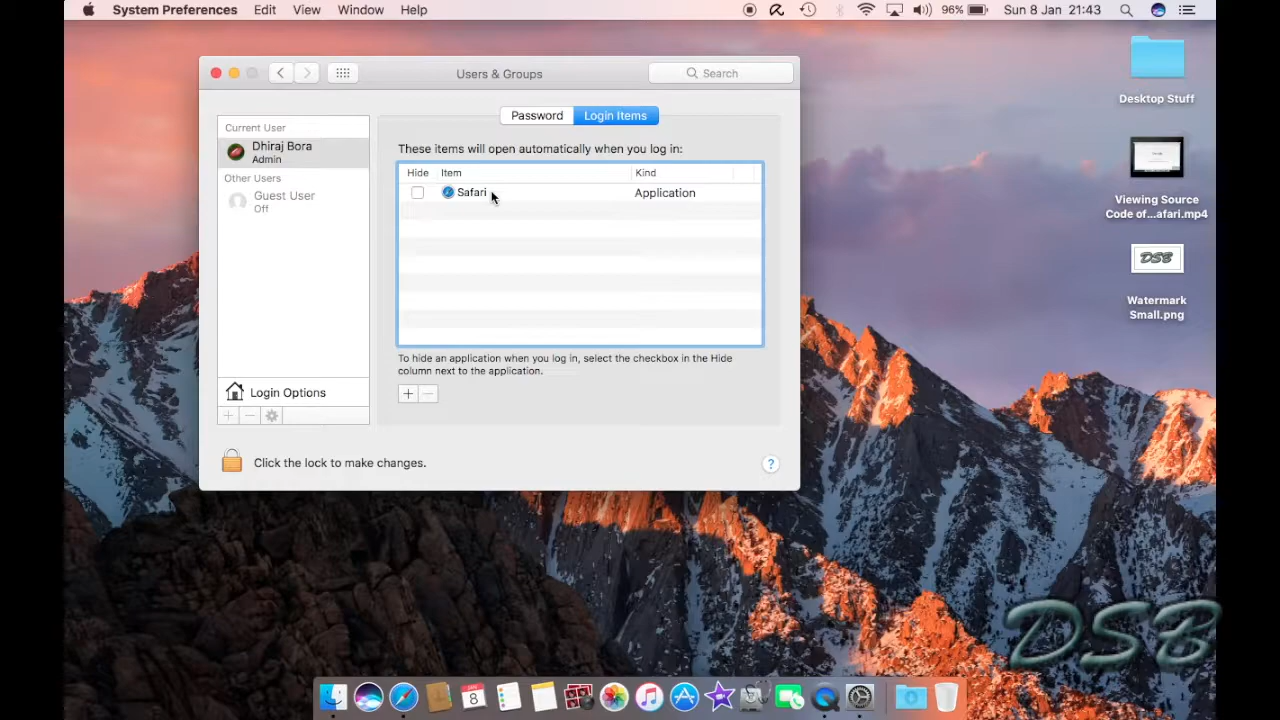 System Preferences Edit View Window Help 96% Sun 8 Jan 21:43
Users & Groups
Search
Password Login Items
Current User
Dhiraj Bora
Admin
Other Users
Guest User
Off
Login Options
These items will open automatically when you log in:
Hide Item Kind
Safari Application
To hide an application when you log in, select the checkbox in the Hide
column next to the application.
+ −
Click the lock to make changes.
?
Desktop Stuff
Viewing Source
Code of...afari.mp4
DSB
Watermark
Small.png
DSB
8